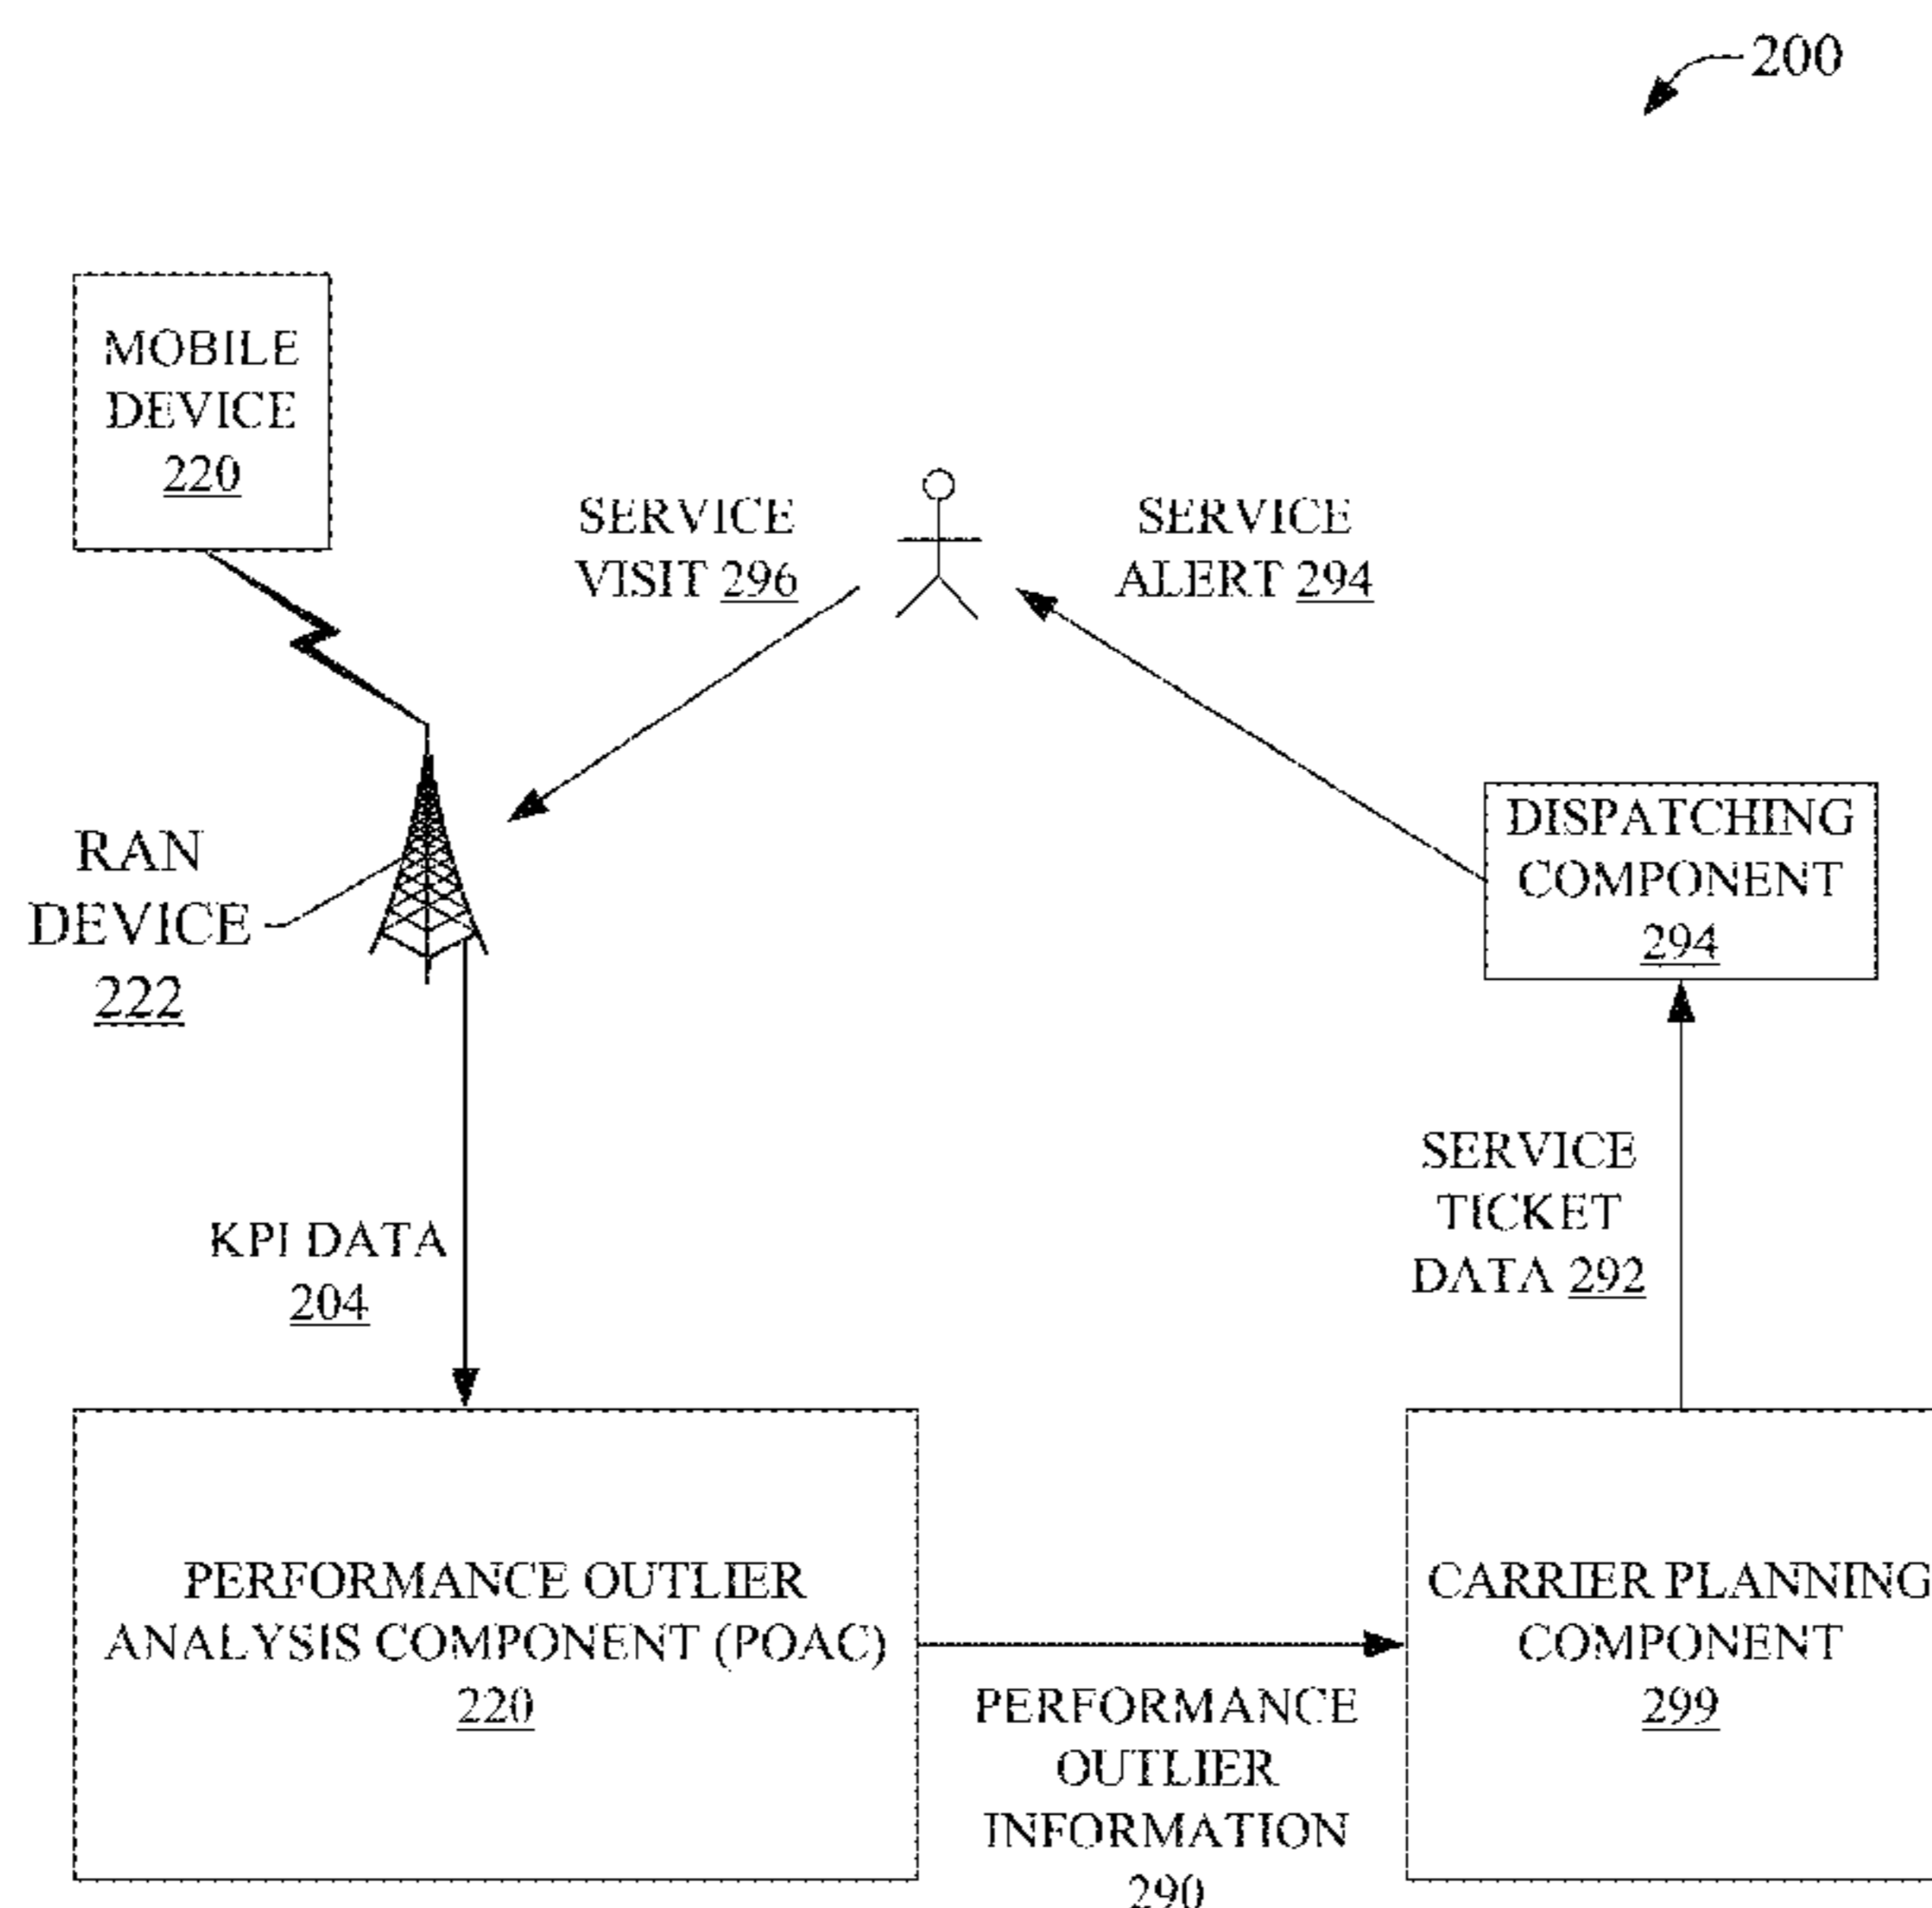 200
MOBILE
DEVICE
220
SERVICE
VISIT 296
SERVICE
ALERT 294
RAN
DEVICE
222
DISPATCHING
COMPONENT
294
KPI DATA
204
SERVICE
TICKET
DATA 292
PERFORMANCE OUTLIER
ANALYSIS COMPONENT (POAC)
220
PERFORMANCE
OUTLIER
INFORMATION
290
CARRIER PLANNING
COMPONENT
299